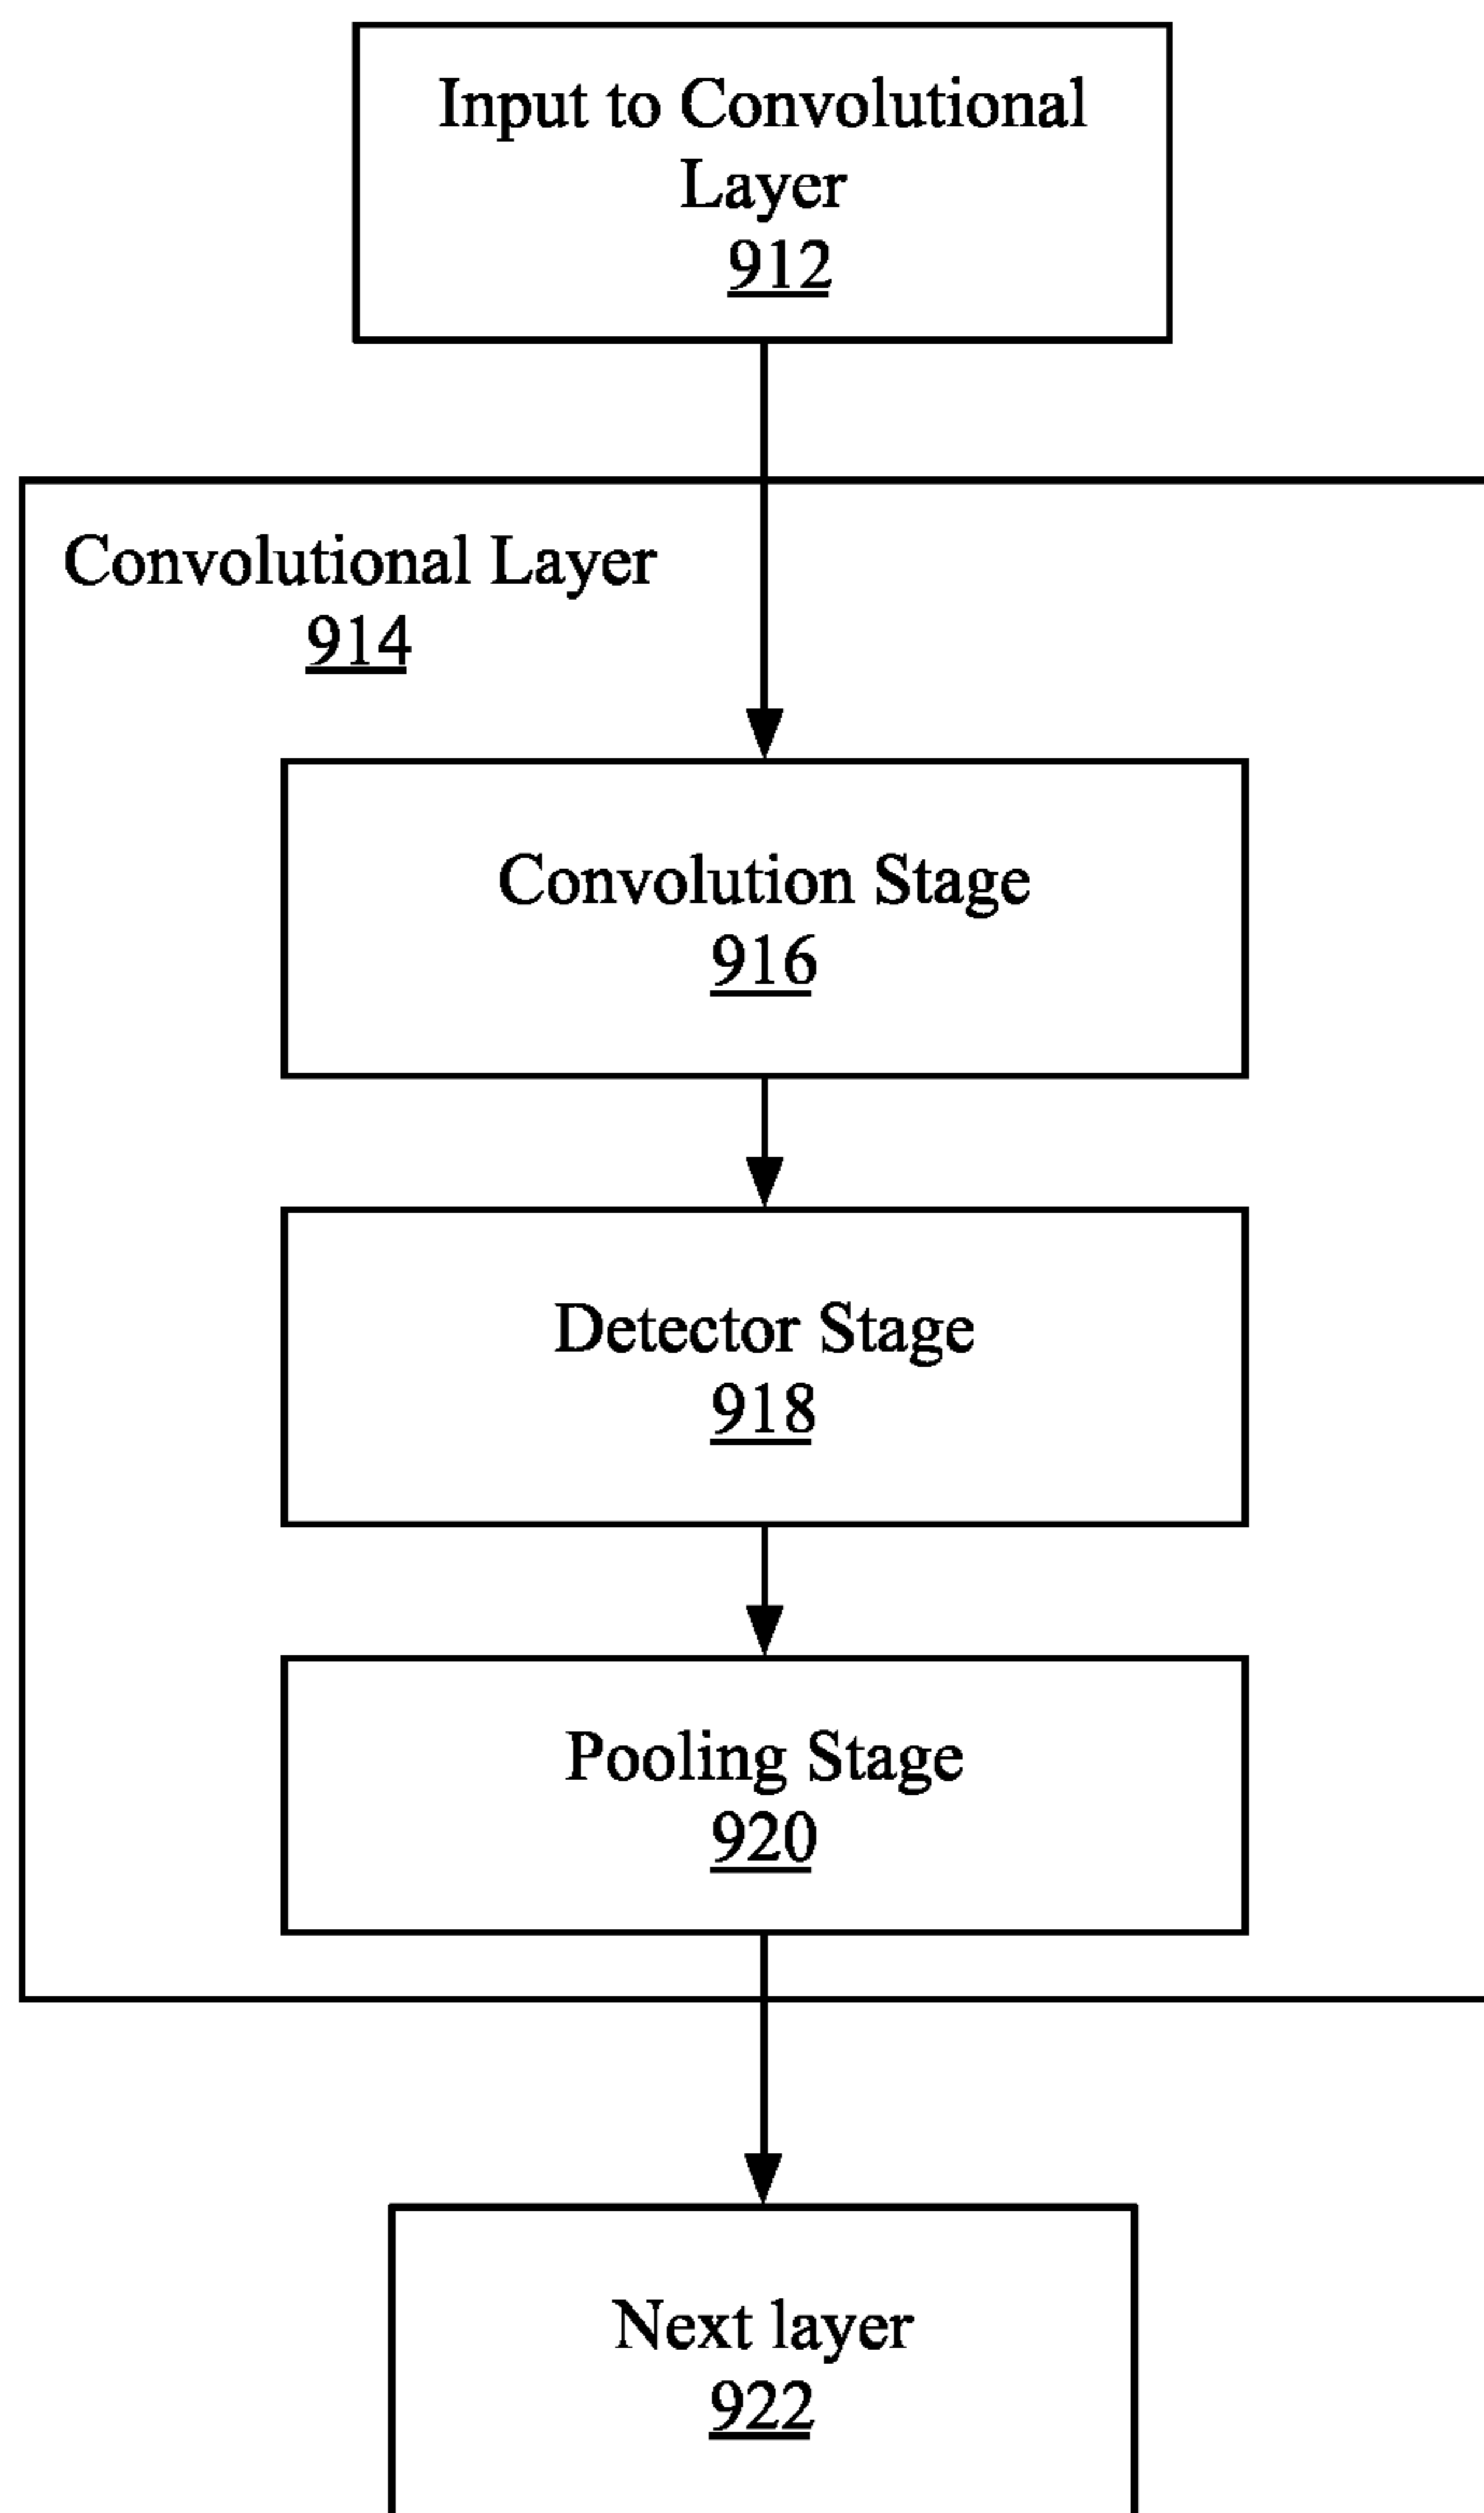 Input to Convolutional
Layer
912
Convolutional Layer
914
Convolution Stage
916
Detector Stage
918
Pooling Stage
920
Next layer
922